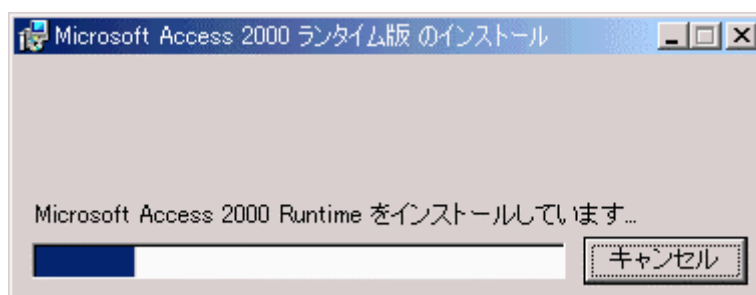 Microsoft Access 2000 ランタイム版 のインストール
Microsoft Access 2000 Runtime をインストールしています...
キャンセル